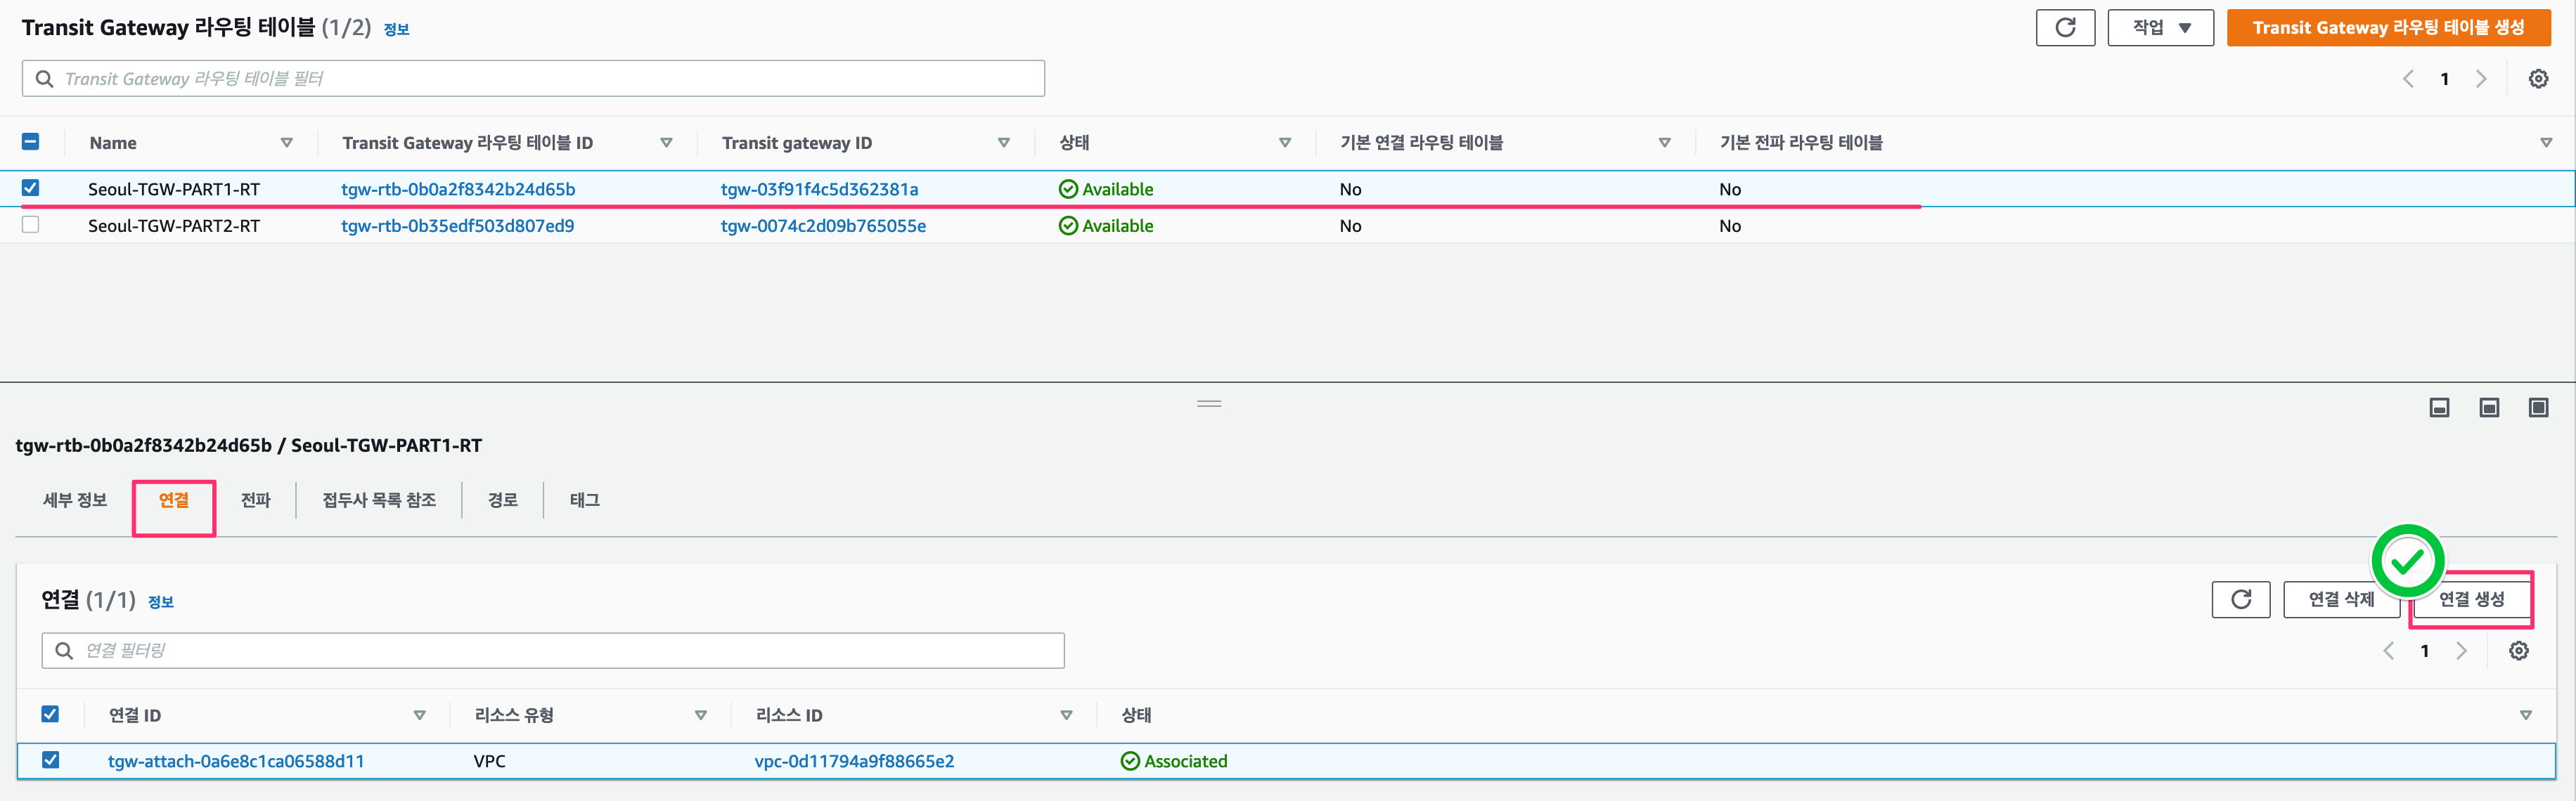 Transit Gateway 라우팅 테이블 (1/2) 정보
작업
Transit Gateway 라우팅 테이블 생성
Transit Gateway 라우팅 테이블 필터
1
Name Transit Gateway 라우팅 테이블 ID Transit gateway ID 상태 기본 연결 라우팅 테이블 기본 전파 라우팅 테이블
Seoul-TGW-PART1-RT tgw-rtb-0b0a2f8342b24d65b tgw-03f91f4c5d362381a Available No No
Seoul-TGW-PART2-RT tgw-rtb-0b35edf503d807ed9 tgw-0074c2d09b765055e Available No No
tgw-rtb-0b0a2f8342b24d65b / Seoul-TGW-PART1-RT
세부 정보 연결 전파 접두사 목록 참조 경로 태그
연결 (1/1) 정보
연결 삭제 연결 생성
연결 필터링
1
연결 ID 리소스 유형 리소스 ID 상태
tgw-attach-0a6e8c1ca06588d11 VPC vpc-0d11794a9f88665e2 Associated